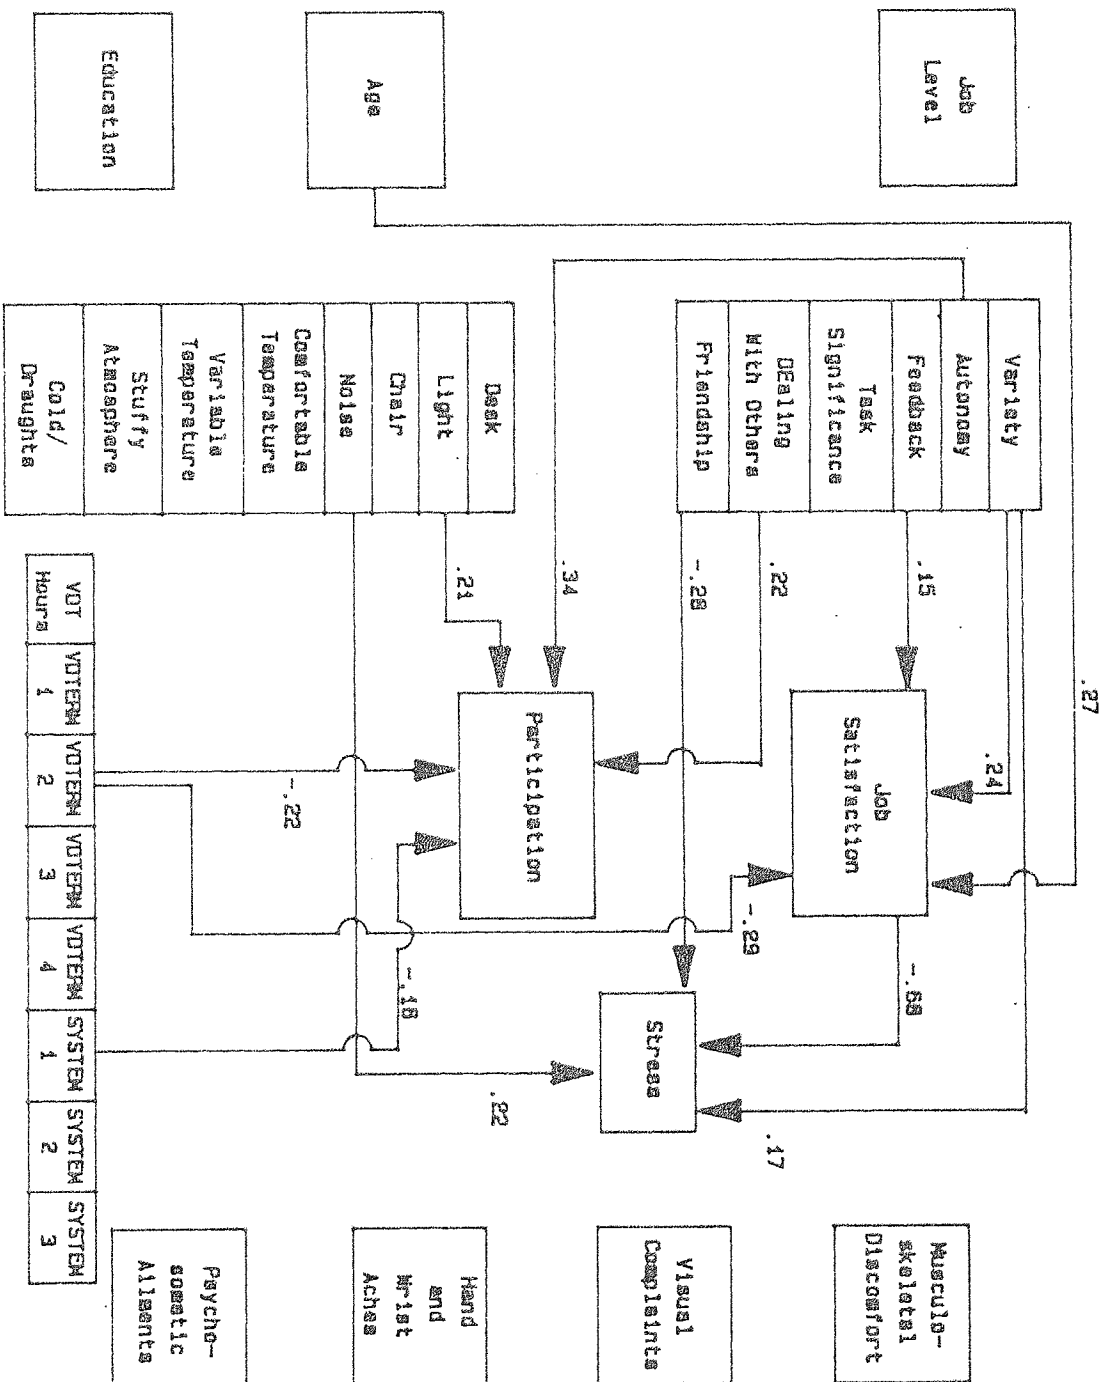 .27
Job
Level
Variety
Autonomy
Feedback
Task
Significance
DEaling
With Others
Friendship
.15
.24
.22
-.28
.34
.21
Job
Satisfaction
-.68
-.29
.17
Stress
.22
Participation
-.22
-.18
Musculo-
skeletal
Discomfort
Visual
Complaints
Hand
and
Wrist
Aches
Psycho-
somatic
Ailments
Age
Education
Desk
Light
Chair
Noise
Comfortable
Temperature
Variable
Temperature
Stuffy
Atmosphere
Cold/
Draughts
VDT
Hours
VDTERM
1
VDTERM
2
VDTERM
3
VDTERM
4
SYSTEM
1
SYSTEM
2
SYSTEM
3